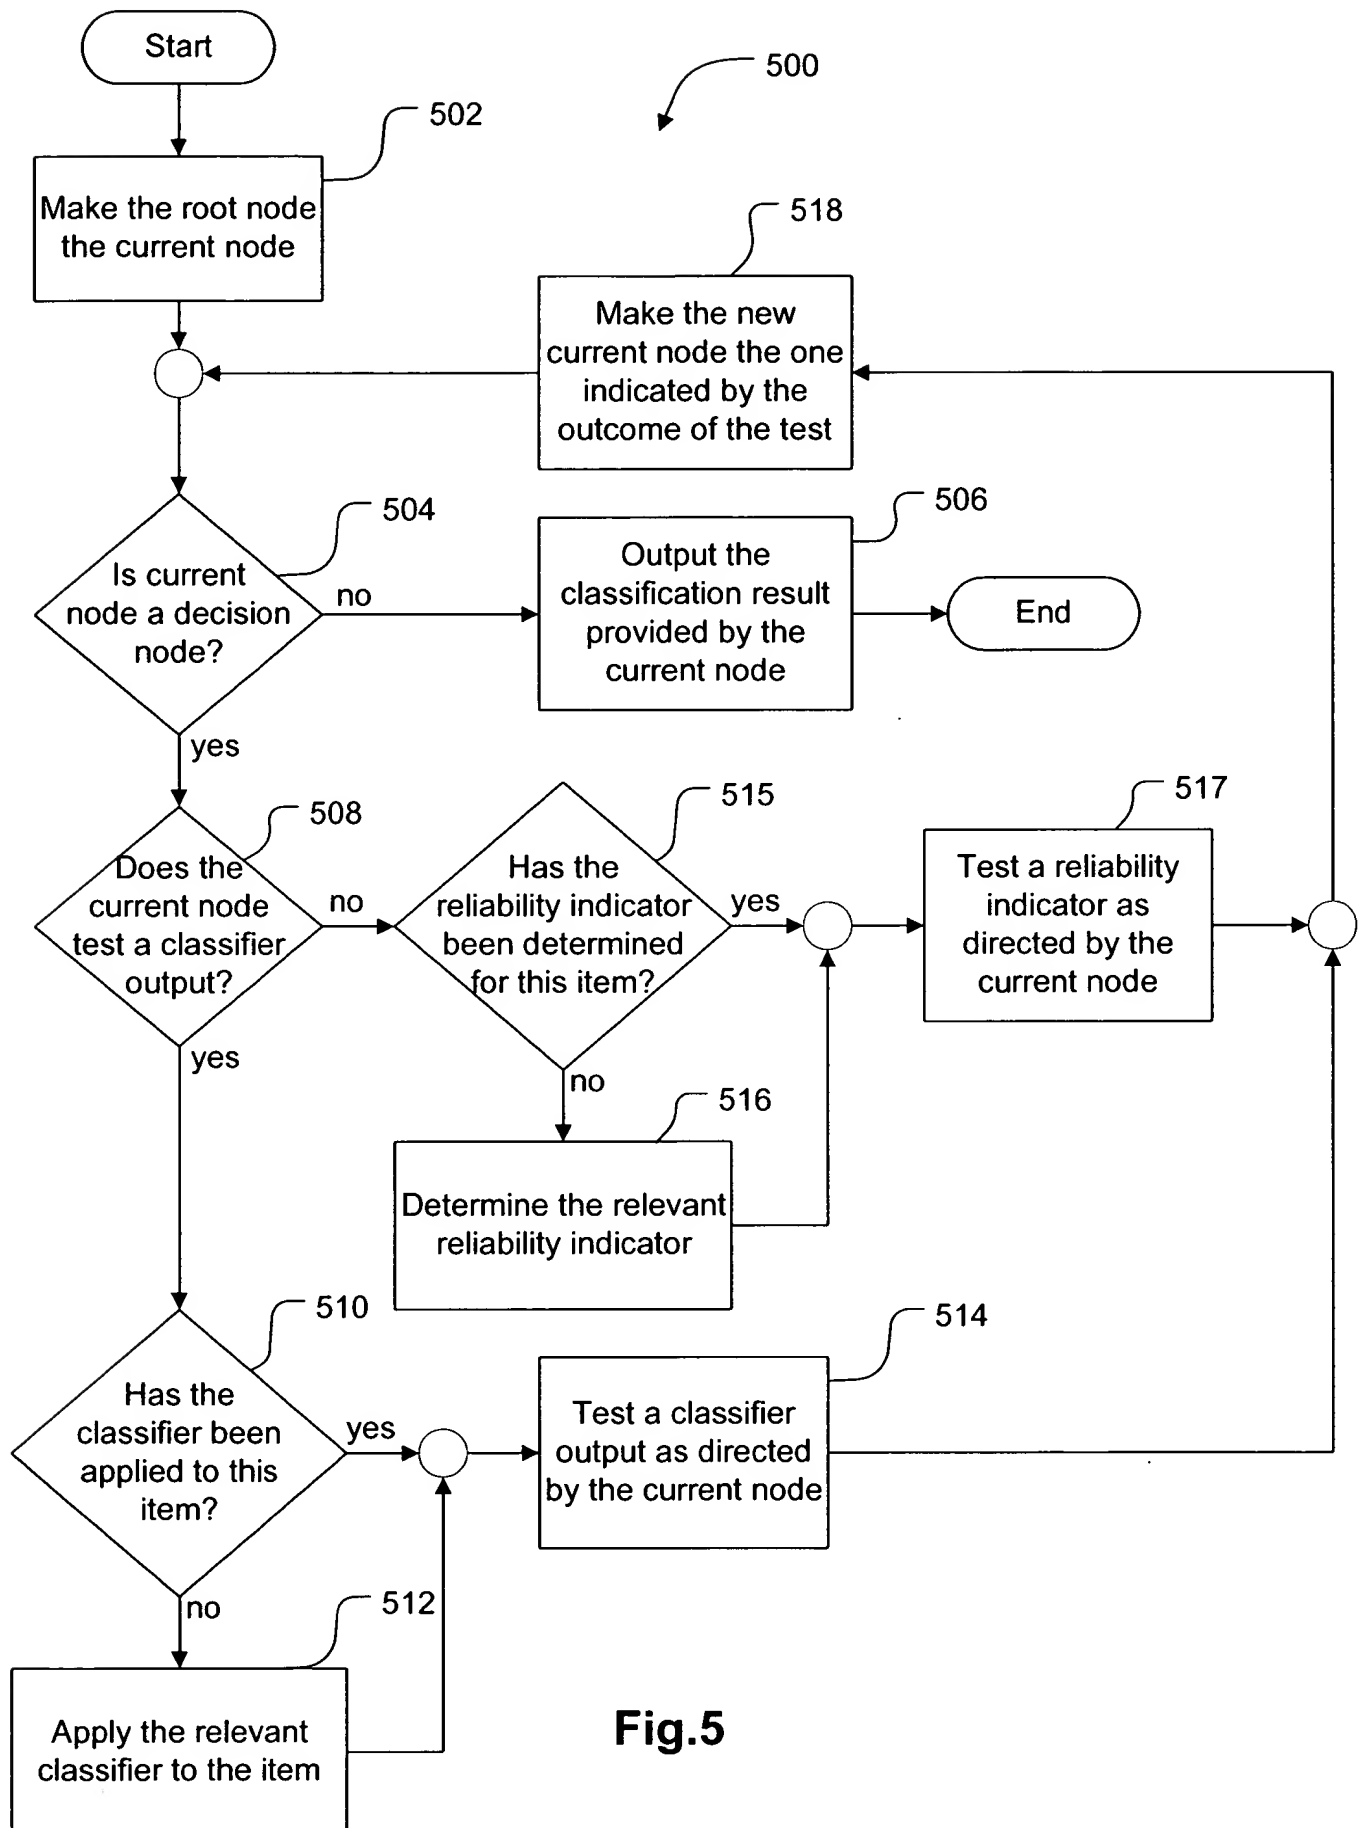 Start
500
502
Make the root node
the current node
518
Make the new
current node the one
indicated by the
outcome of the test
504
Is current
node a decision
node?
no
506
Output the
classification result
provided by the
current node
End
yes
508
Does the
current node
test a classifier
output?
no
515
Has the
reliability indicator
been determined
for this item?
yes
517
Test a reliability
indicator as
directed by the
current node
yes
no
516
Determine the relevant
reliability indicator
510
Has the
classifier been
applied to this
item?
yes
514
Test a classifier
output as directed
by the current node
no
512
Apply the relevant
classifier to the item
Fig.5